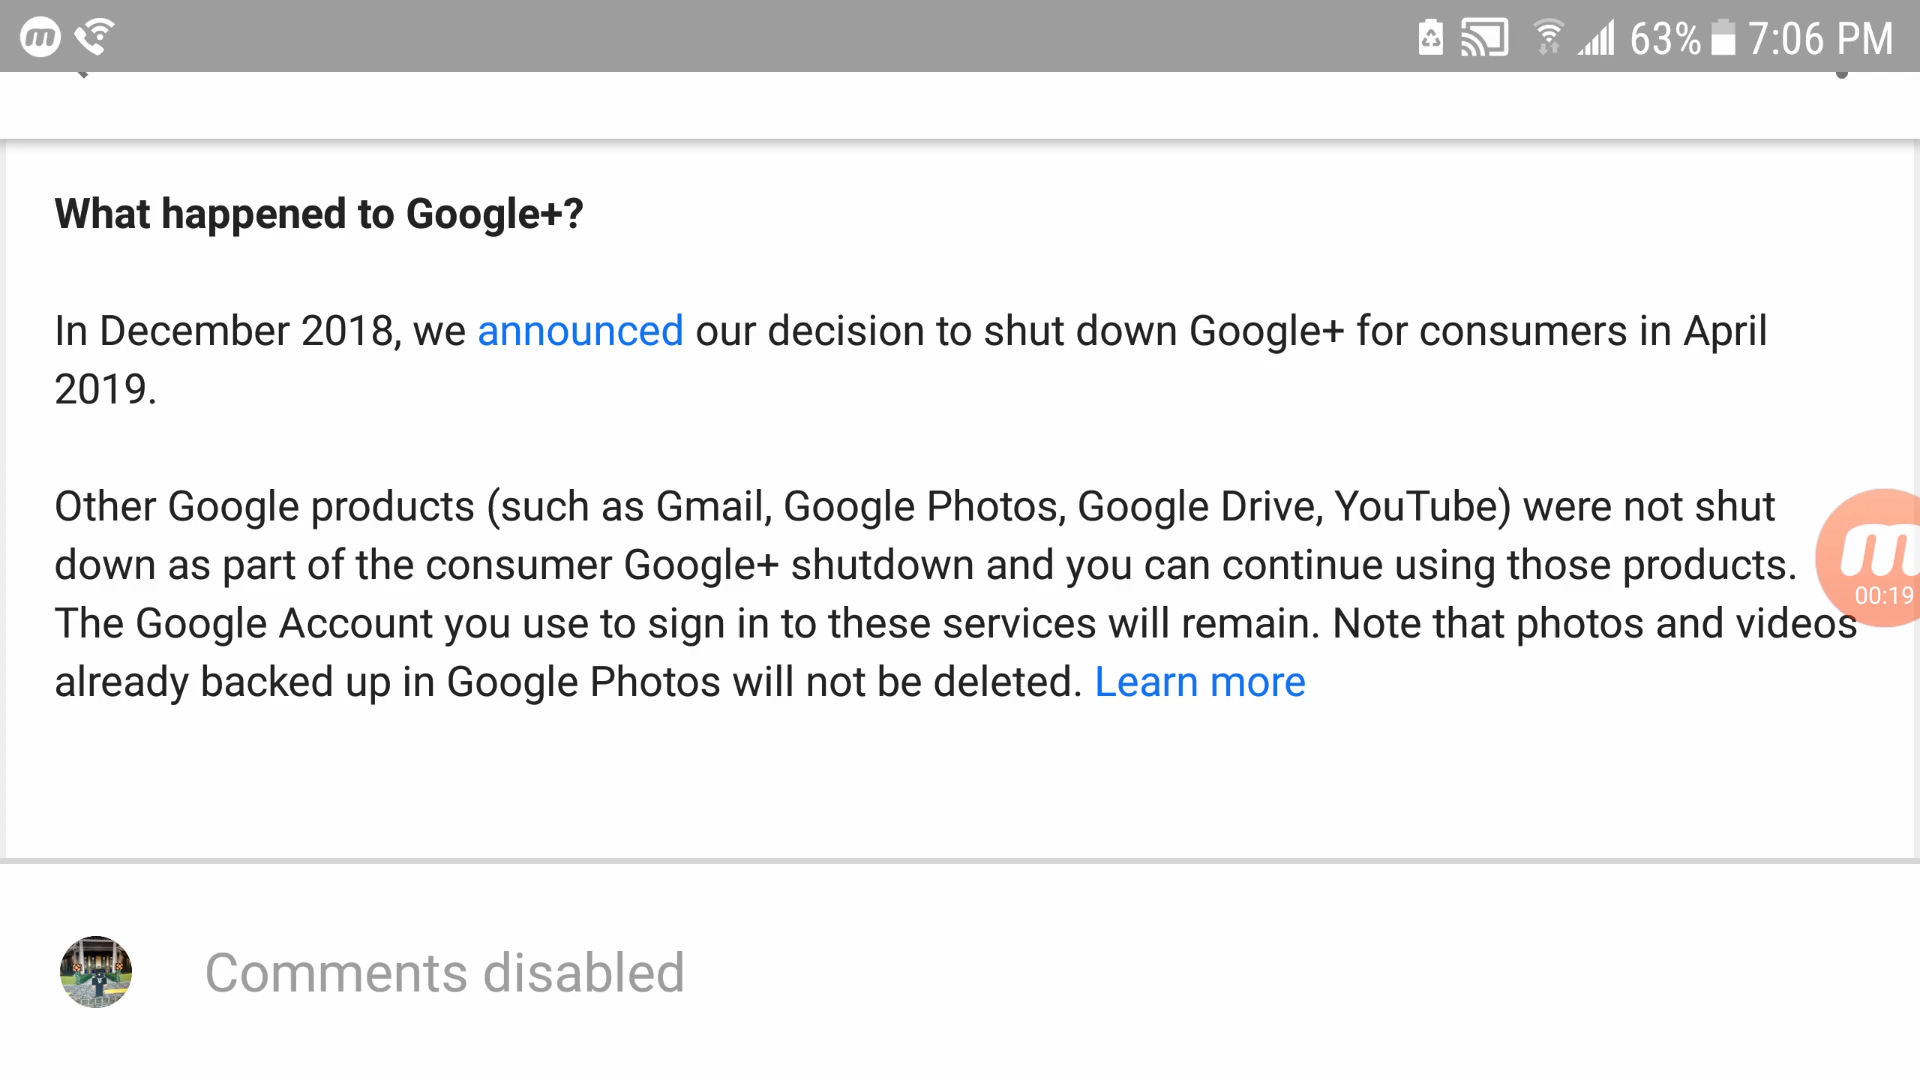 m 63% 7:06 PM
What happened to Google+?
In December 2018, we announced our decision to shut down Google+ for consumers in April
2019.
Other Google products (such as Gmail, Google Photos, Google Drive, YouTube) were not shut
down as part of the consumer Google+ shutdown and you can continue using those products.
m
00:19
The Google Account you use to sign in to these services will remain. Note that photos and videos
already backed up in Google Photos will not be deleted. Learn more
Comments disabled